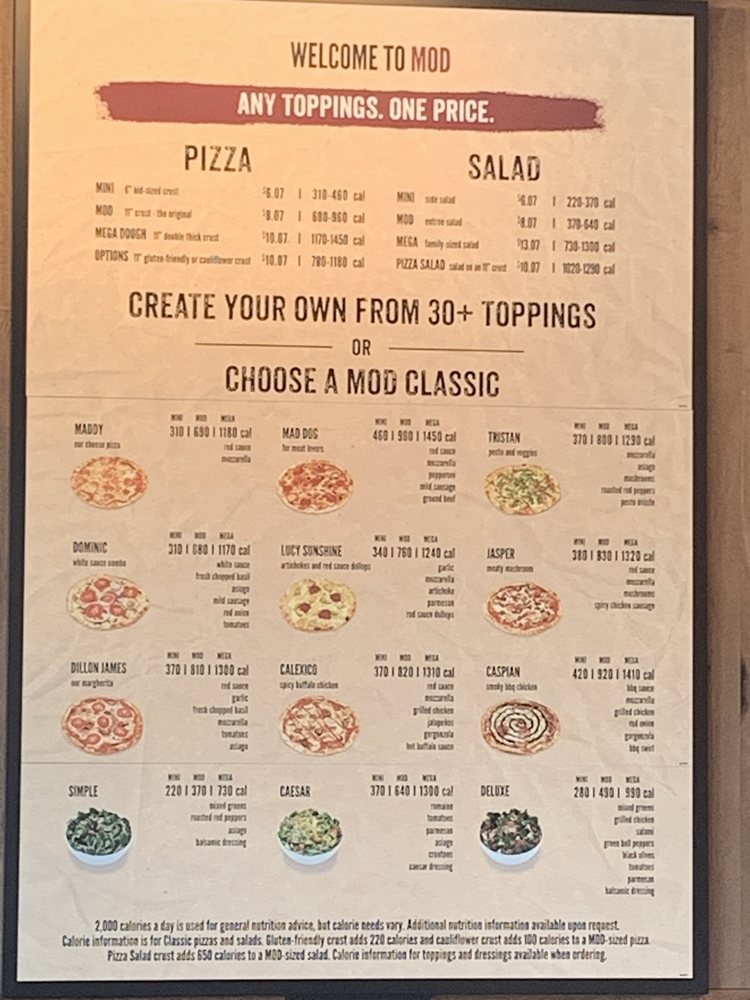 WELCOME TO MOD
ANY TOPPINGS. ONE PRICE.
PIZZA
MINI 6" kid-sized crust $6.07 | 310-460 cal
MOD 11" crust - the original $8.07 | 680-960 cal
MEGA DOUGH 11" double thick crust $10.07 | 1170-1450 cal
OPTIONS 11" gluten-friendly or cauliflower crust $10.07 | 780-1180 cal
SALAD
MINI side salad $6.07 | 220-370 cal
MOD entree salad $8.07 | 370-640 cal
MEGA family-sized salad $13.07 | 730-1300 cal
PIZZA SALAD salad on an 11" crust $10.07 | 1020-1290 cal
CREATE YOUR OWN FROM 30+ TOPPINGS
OR
CHOOSE A MOD CLASSIC
MADDY
our cheese pizza
MINI MOD MEGA
310 | 690 | 1180 cal
red sauce
mozzarella
MAD DOG
for meat lovers
MINI MOD MEGA
460 | 960 | 1450 cal
red sauce
mozzarella
pepperoni
mild sausage
ground beef
TRISTAN
pesto and veggies
MINI MOD MEGA
370 | 800 | 1290 cal
mozzarella
asiago
mushrooms
roasted red peppers
pesto drizzle
DOMINIC
white sauce combo
MINI MOD MEGA
310 | 680 | 1170 cal
white sauce
fresh chopped basil
asiago
mild sausage
red onion
tomatoes
LUCY SUNSHINE
artichokes and red sauce dollops
MINI MOD MEGA
340 | 760 | 1240 cal
garlic
mozzarella
artichoke
parmesan
red sauce dollops
JASPER
meaty mushroom
MINI MOD MEGA
380 | 830 | 1320 cal
red sauce
mozzarella
mushrooms
spicy chicken sausage
DILLON JAMES
our margherita
MINI MOD MEGA
370 | 810 | 1300 cal
red sauce
garlic
fresh chopped basil
mozzarella
tomatoes
asiago
CALEXICO
spicy buffalo chicken
MINI MOD MEGA
370 | 820 | 1310 cal
red sauce
mozzarella
grilled chicken
jalapeños
gorgonzola
hot buffalo sauce
CASPIAN
smoky bbq chicken
MINI MOD MEGA
420 | 920 | 1410 cal
bbq sauce
mozzarella
grilled chicken
red onion
gorgonzola
bbq swirl
SIMPLE
MINI MOD MEGA
220 | 370 | 730 cal
mixed greens
roasted red peppers
asiago
balsamic dressing
CAESAR
MINI MOD MEGA
370 | 640 | 1300 cal
romaine
tomatoes
parmesan
asiago
croutons
caesar dressing
DELUXE
MINI MOD MEGA
280 | 490 | 990 cal
mixed greens
grilled chicken
salami
green bell peppers
black olives
tomatoes
parmesan
balsamic dressing
2,000 calories a day is used for general nutrition advice, but calorie needs vary. Additional nutrition information available upon request.
Calorie information is for Classic pizzas and salads. Gluten-friendly crust adds 220 calories and cauliflower crust adds 100 calories to a MOD-sized pizza.
Pizza Salad crust adds 650 calories to a MOD-sized salad. Calorie information for toppings and dressings available when ordering.